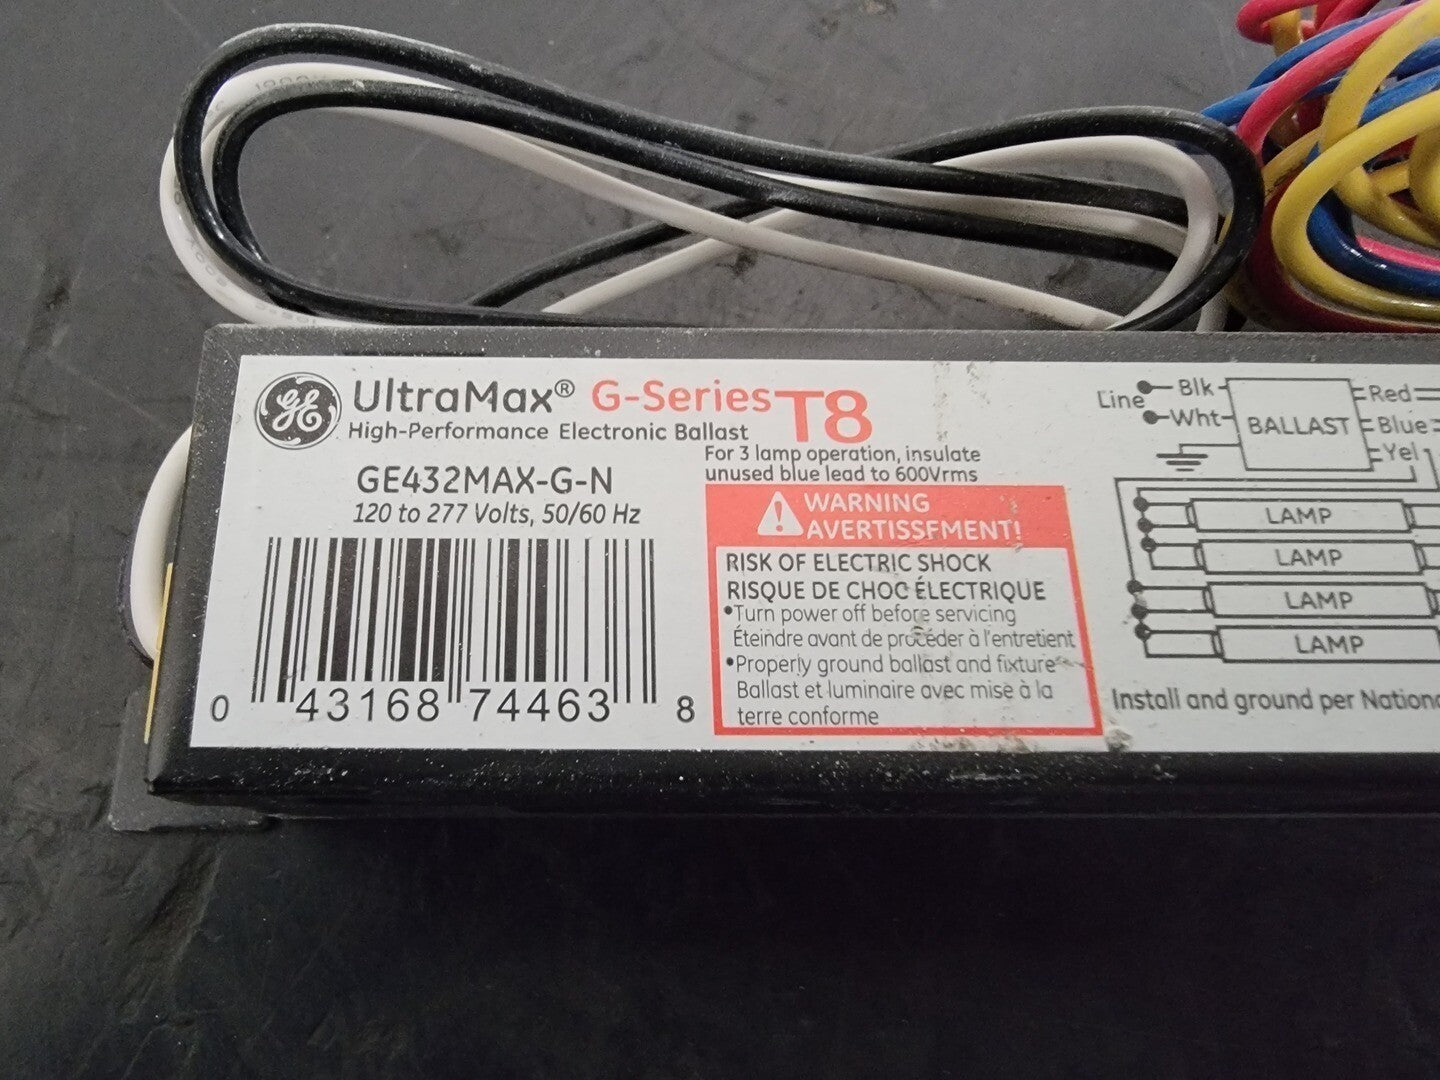 GE
UltraMax® G-Series T8
High-Performance Electronic Ballast
For 3 lamp operation, insulate
unused blue lead to 600Vrms
GE432MAX-G-N
120 to 277 Volts, 50/60 Hz
0 43168 74463 8
WARNING
AVERTISSEMENT!
RISK OF ELECTRIC SHOCK
RISQUE DE CHOC ÉLECTRIQUE
•Turn power off before servicing
Éteindre avant de procéder à l'entretient
•Properly ground ballast and fixture
Ballast et luminaire avec mise à la
terre conforme
Line
Blk
Wht
BALLAST
Red
Blue
Yel
LAMP
LAMP
LAMP
LAMP
Install and ground per Nation